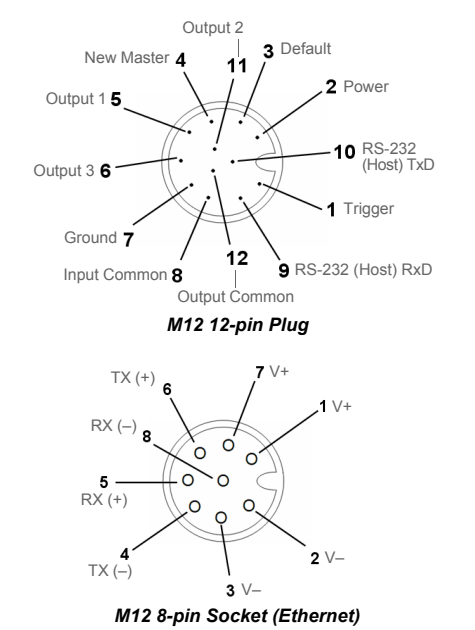 Output 2
11
3 Default
New Master 4
2 Power
Output 1 5
10 RS-232
(Host) TxD
Output 3 6
1 Trigger
Ground 7
12
Input Common 8
9 RS-232 (Host) RxD
Output Common
M12 12-pin Plug
TX (+)
6
7 V+
1 V+
RX (–)
8
5
RX (+)
4
TX (–)
2 V–
3 V–
M12 8-pin Socket (Ethernet)